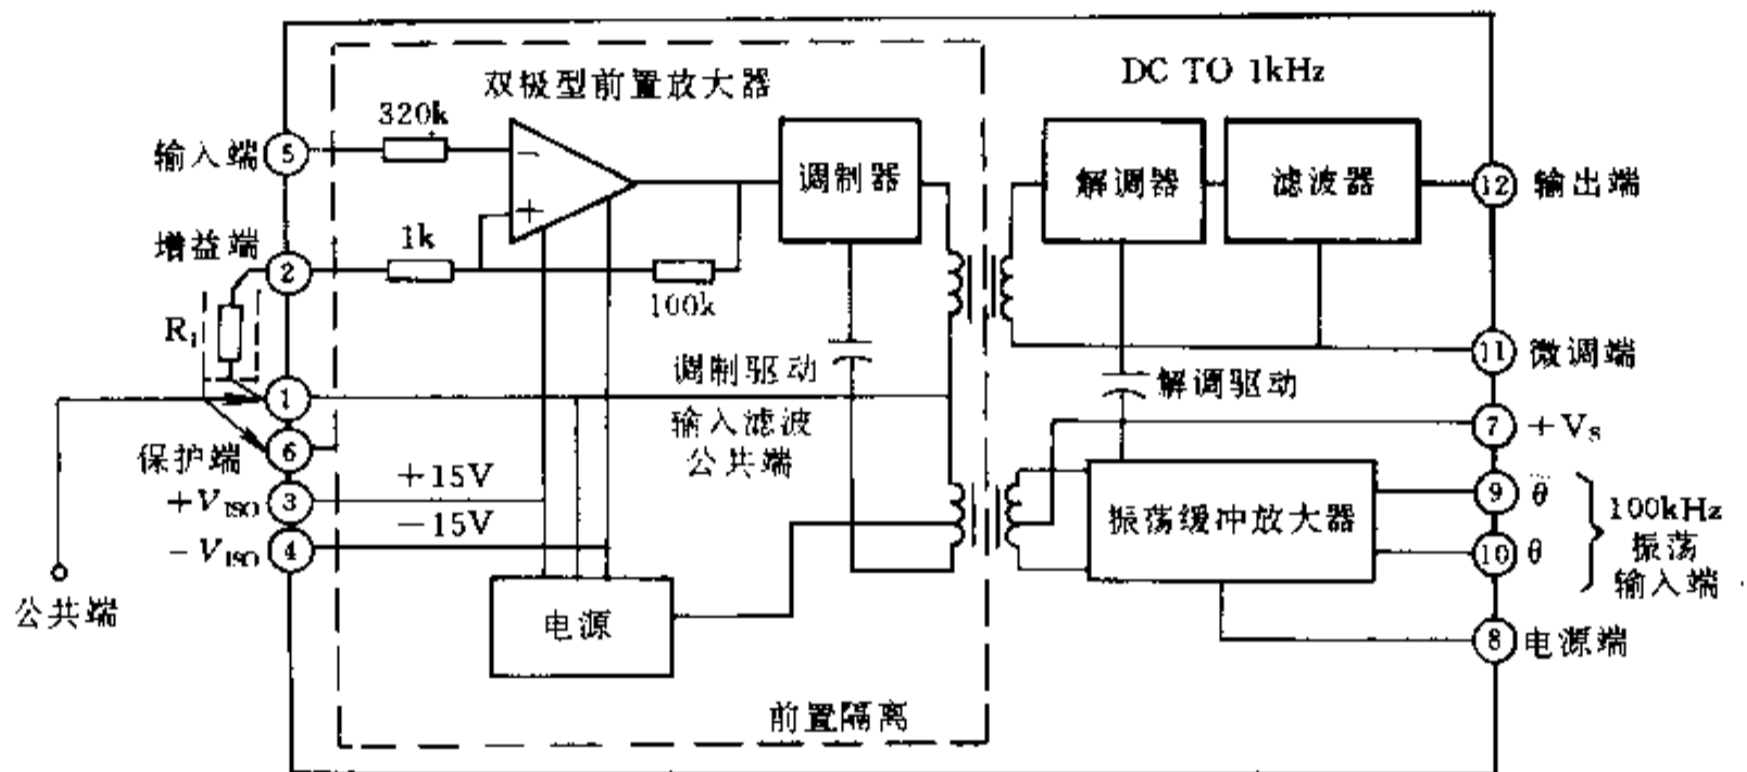 双极型前置放大器
DC TO 1kHz
320k
输入端
5
−
+
调制器
解调器
滤波器
12
输出端
增益端
2
1k
100k
R₁
11
微调端
调制驱动
解调驱动
1
输入滤波
公共端
7
+Vs
保护端
6
+V_ISO
3
+15V
−15V
−V_ISO
4
振荡缓冲放大器
9
θ̄
10
θ
100kHz
振荡
输入端
公共端
电源
8
电源端
前置隔离